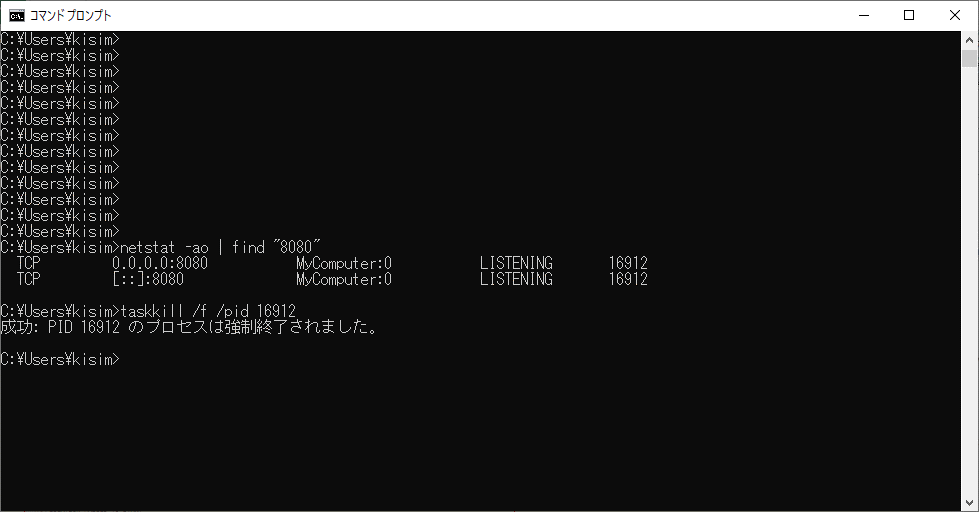 コマンド プロンプト
C:¥Users¥kisim>
C:¥Users¥kisim>
C:¥Users¥kisim>
C:¥Users¥kisim>
C:¥Users¥kisim>
C:¥Users¥kisim>
C:¥Users¥kisim>
C:¥Users¥kisim>
C:¥Users¥kisim>
C:¥Users¥kisim>
C:¥Users¥kisim>
C:¥Users¥kisim>
C:¥Users¥kisim>
C:¥Users¥kisim>netstat -ao | find "8080"
TCP 0.0.0.0:8080 MyComputer:0 LISTENING 16912
TCP [::]:8080 MyComputer:0 LISTENING 16912
C:¥Users¥kisim>taskkill /f /pid 16912
成功: PID 16912 のプロセスは強制終了されました。
C:¥Users¥kisim>